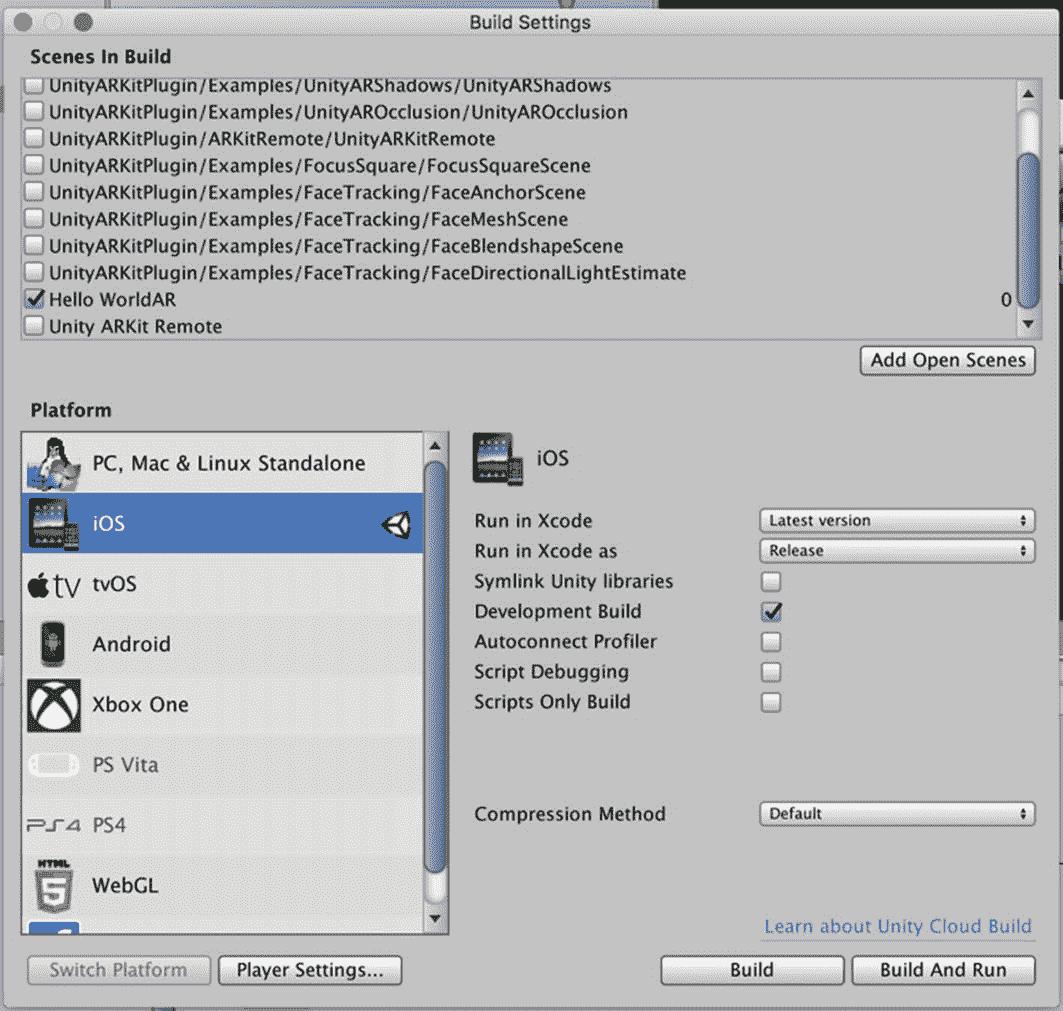 Build Settings
Scenes In Build
UnityARKitPlugin/Examples/UnityARShadows/UnityARShadows
UnityARKitPlugin/Examples/UnityAROcclusion/UnityAROcclusion
UnityARKitPlugin/ARKitRemote/UnityARKitRemote
UnityARKitPlugin/Examples/FocusSquare/FocusSquareScene
UnityARKitPlugin/Examples/FaceTracking/FaceAnchorScene
UnityARKitPlugin/Examples/FaceTracking/FaceMeshScene
UnityARKitPlugin/Examples/FaceTracking/FaceBlendshapeScene
UnityARKitPlugin/Examples/FaceTracking/FaceDirectionalLightEstimate
Hello WorldAR 0
Unity ARKit Remote
Add Open Scenes
Platform
PC, Mac & Linux Standalone
iOS
tv tvOS
Android
Xbox One
PS Vita
PS4 PS4
HTML
5 WebGL
iOS
Run in Xcode Latest version
Run in Xcode as Release
Symlink Unity libraries
Development Build
Autoconnect Profiler
Script Debugging
Scripts Only Build
Compression Method Default
Learn about Unity Cloud Build
Switch Platform Player Settings... Build Build And Run